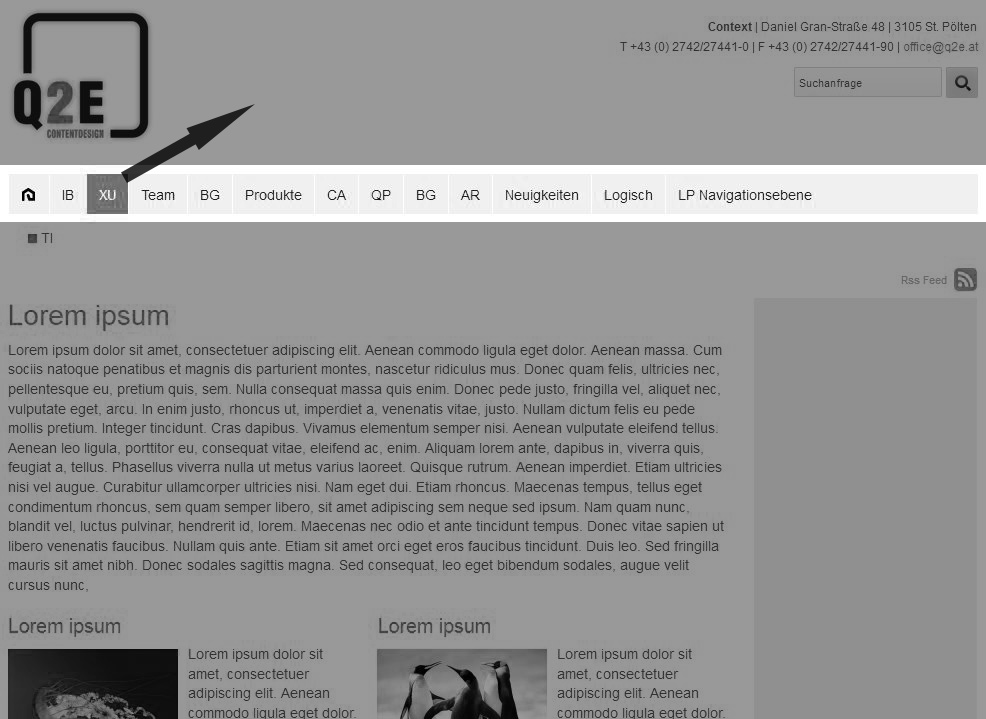 Q2E
CONTENTDESIGN
Context | Daniel Gran-Straße 48 | 3105 St. Pölten
T +43 (0) 2742/27441-0 | F +43 (0) 2742/27441-90 | office@q2e.at
Suchanfrage
IB XU Team BG Produkte CA QP BG AR Neuigkeiten Logisch LP Navigationsebene
TI
Rss Feed
Lorem ipsum
Lorem ipsum dolor sit amet, consectetuer adipiscing elit. Aenean commodo ligula eget dolor. Aenean massa. Cum
sociis natoque penatibus et magnis dis parturient montes, nascetur ridiculus mus. Donec quam felis, ultricies nec,
pellentesque eu, pretium quis, sem. Nulla consequat massa quis enim. Donec pede justo, fringilla vel, aliquet nec,
vulputate eget, arcu. In enim justo, rhoncus ut, imperdiet a, venenatis vitae, justo. Nullam dictum felis eu pede
mollis pretium. Integer tincidunt. Cras dapibus. Vivamus elementum semper nisi. Aenean vulputate eleifend tellus.
Aenean leo ligula, porttitor eu, consequat vitae, eleifend ac, enim. Aliquam lorem ante, dapibus in, viverra quis,
feugiat a, tellus. Phasellus viverra nulla ut metus varius laoreet. Quisque rutrum. Aenean imperdiet. Etiam ultricies
nisi vel augue. Curabitur ullamcorper ultricies nisi. Nam eget dui. Etiam rhoncus. Maecenas tempus, tellus eget
condimentum rhoncus, sem quam semper libero, sit amet adipiscing sem neque sed ipsum. Nam quam nunc,
blandit vel, luctus pulvinar, hendrerit id, lorem. Maecenas nec odio et ante tincidunt tempus. Donec vitae sapien ut
libero venenatis faucibus. Nullam quis ante. Etiam sit amet orci eget eros faucibus tincidunt. Duis leo. Sed fringilla
mauris sit amet nibh. Donec sodales sagittis magna. Sed consequat, leo eget bibendum sodales, augue velit
cursus nunc,
Lorem ipsum
Lorem ipsum dolor sit
amet, consectetuer
adipiscing elit. Aenean
commodo ligula eget dolor.
Lorem ipsum
Lorem ipsum dolor sit
amet, consectetuer
adipiscing elit. Aenean
commodo ligula eget dolor.